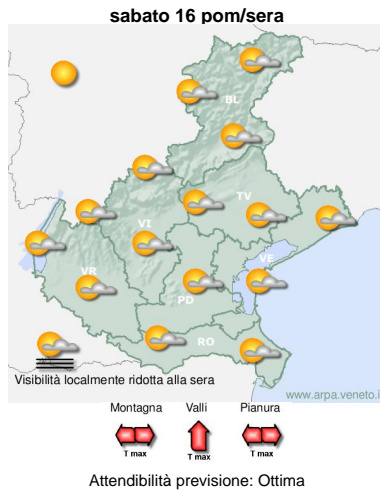 sabato 16 pom/sera
BL
TV
VI
VE
VR
PD
RO
Visibilità localmente ridotta alla sera
www.arpa.veneto.i
Montagna Valli Pianura
T max T max T max
Attendibilità previsione: Ottima